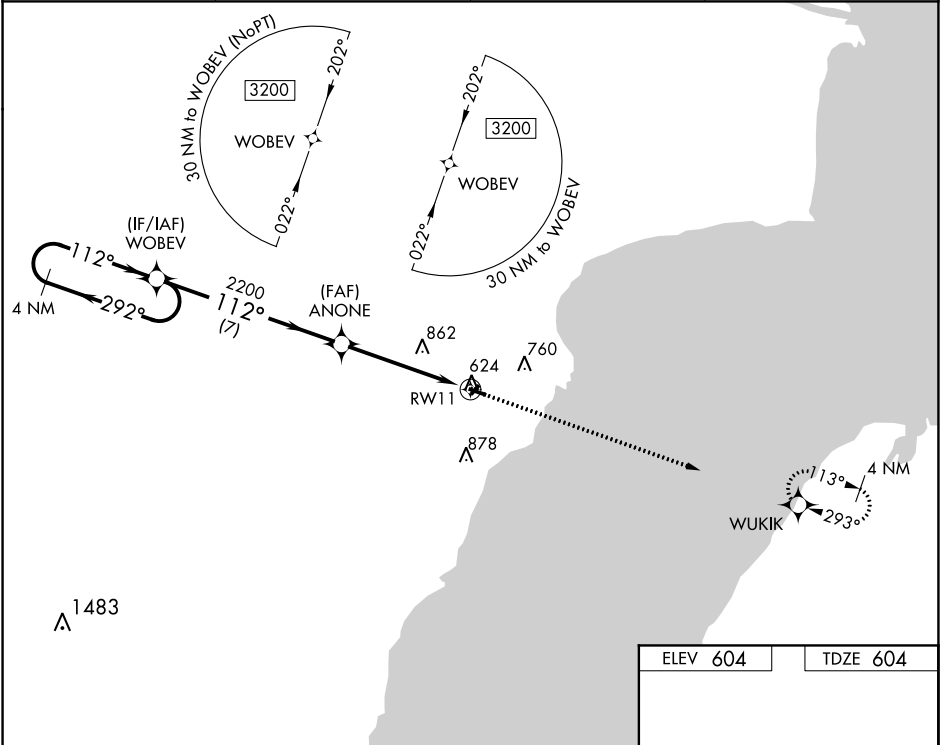 30 NM to WOBEV (NoPT)
3200
202°
WOBEV
022°
202°
3200
WOBEV
022°
30 NM to WOBEV
(IF/IAF)
WOBEV
112°
292°
4 NM
2200
112°
(7)
(FAF)
ANONE
862
760
624
RW11
878
113°
4 NM
293°
WUKIK
1483
ELEV 604
TDZE 604